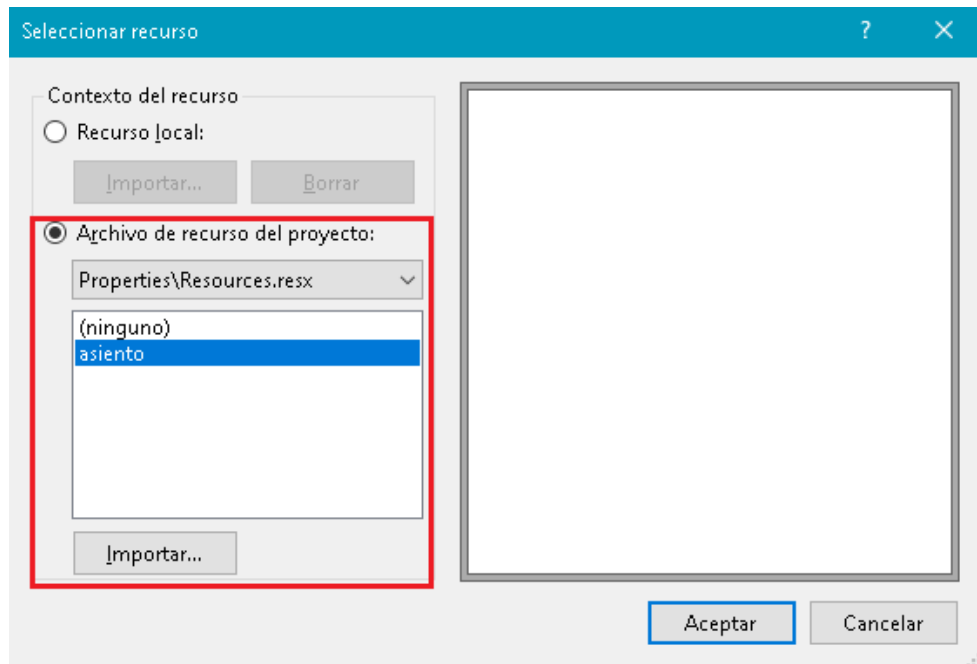 Seleccionar recurso
Contexto del recurso
Recurso local:
Importar... Borrar
Archivo de recurso del proyecto:
Properties\Resources.resx
(ninguno)
asiento
Importar...
Aceptar Cancelar